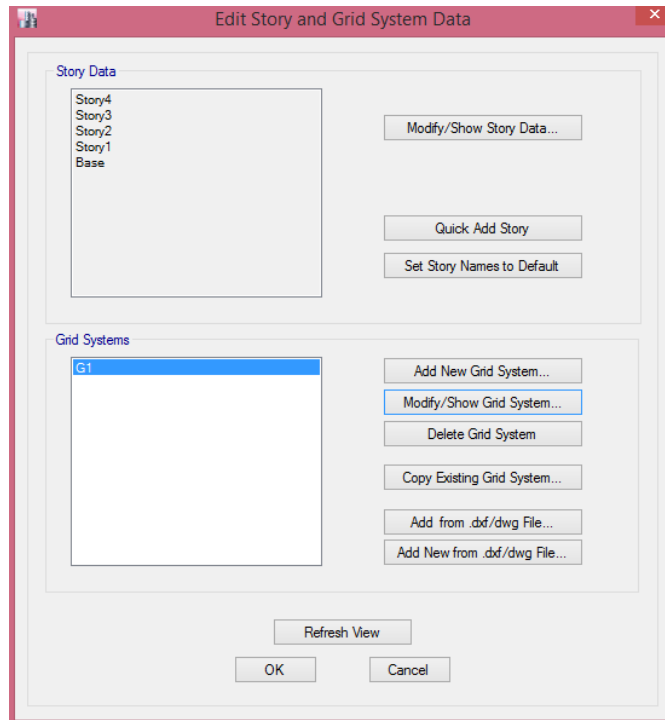 Edit Story and Grid System Data
Story Data
Story4
Story3
Story2
Story1
Base
Modify/Show Story Data...
Quick Add Story
Set Story Names to Default
Grid Systems
G1
Add New Grid System...
Modify/Show Grid System...
Delete Grid System
Copy Existing Grid System...
Add from .dxf/dwg File...
Add New from .dxf/dwg File...
Refresh View
OK
Cancel